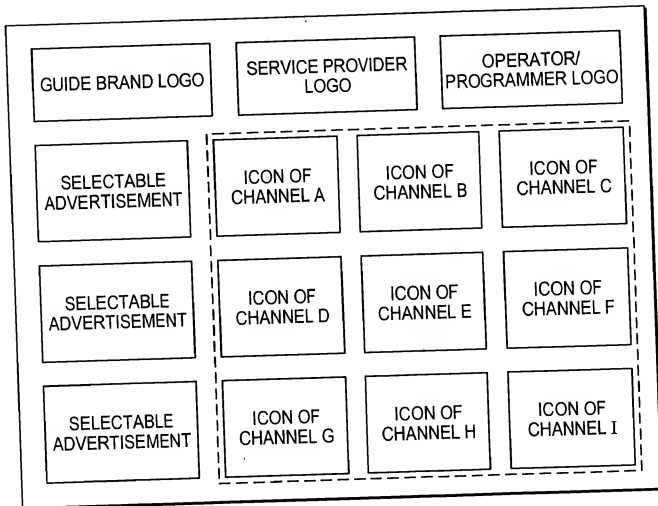 GUIDE BRAND LOGO
SERVICE PROVIDER
LOGO
OPERATOR/
PROGRAMMER LOGO
SELECTABLE
ADVERTISEMENT
ICON OF
CHANNEL A
ICON OF
CHANNEL B
ICON OF
CHANNEL C
SELECTABLE
ADVERTISEMENT
ICON OF
CHANNEL D
ICON OF
CHANNEL E
ICON OF
CHANNEL F
SELECTABLE
ADVERTISEMENT
ICON OF
CHANNEL G
ICON OF
CHANNEL H
ICON OF
CHANNEL I